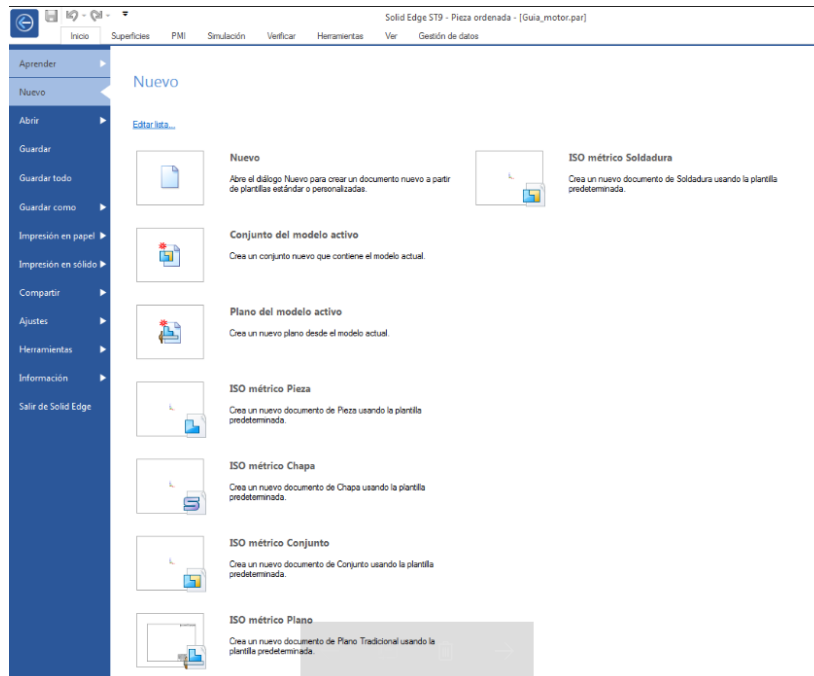 Solid Edge ST9 - Pieza ordenada - [Guia_motor.par]
Inicio Superficies PMI Simulación Verificar Herramientas Ver Gestión de datos
Aprender
Nuevo
Abrir
Guardar
Guardar todo
Guardar como
Impresión en papel
Impresión en sólido
Compartir
Ajustes
Herramientas
Información
Salir de Solid Edge
Nuevo
Editar lista...
Nuevo
Abre el diálogo Nuevo para crear un documento nuevo a partir
de plantillas estándar o personalizadas.
Conjunto del modelo activo
Crea un conjunto nuevo que contiene el modelo actual.
Plano del modelo activo
Crea un nuevo plano desde el modelo actual.
ISO métrico Pieza
Crea un nuevo documento de Pieza usando la plantilla
predeterminada.
ISO métrico Chapa
Crea un nuevo documento de Chapa usando la plantilla
predeterminada.
ISO métrico Conjunto
Crea un nuevo documento de Conjunto usando la plantilla
predeterminada.
ISO métrico Plano
Crea un nuevo documento de Plano Tradicional usando la
plantilla predeterminada.
ISO métrico Soldadura
Crea un nuevo documento de Soldadura usando la plantilla
predeterminada.